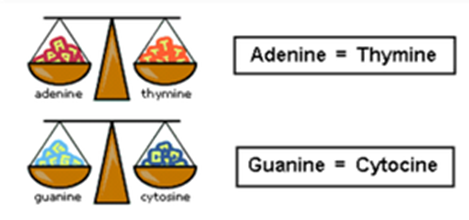 Adenine = Thymine
adenine thymine
Guanine = Cytocine
guanine cytosine